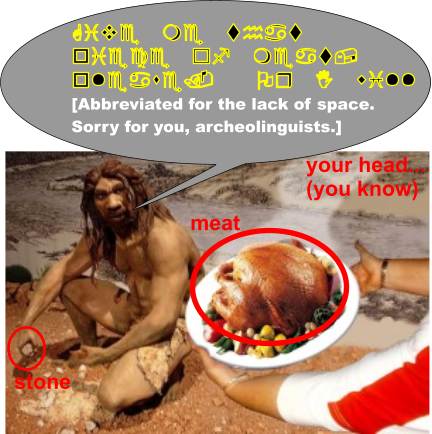 ☝♓❖♏ ❍♏ ⧫♒♋⧫
◻♓♏♍♏ □♐ ❍♏♋⧫📪
◻●♏♋⬧♏📬 ⚐❒ ✋ ⬥♓●●
[Abbreviated for the lack of space.
Sorry for you, archeolinguists.]
your head...
(you know)
meat
stone